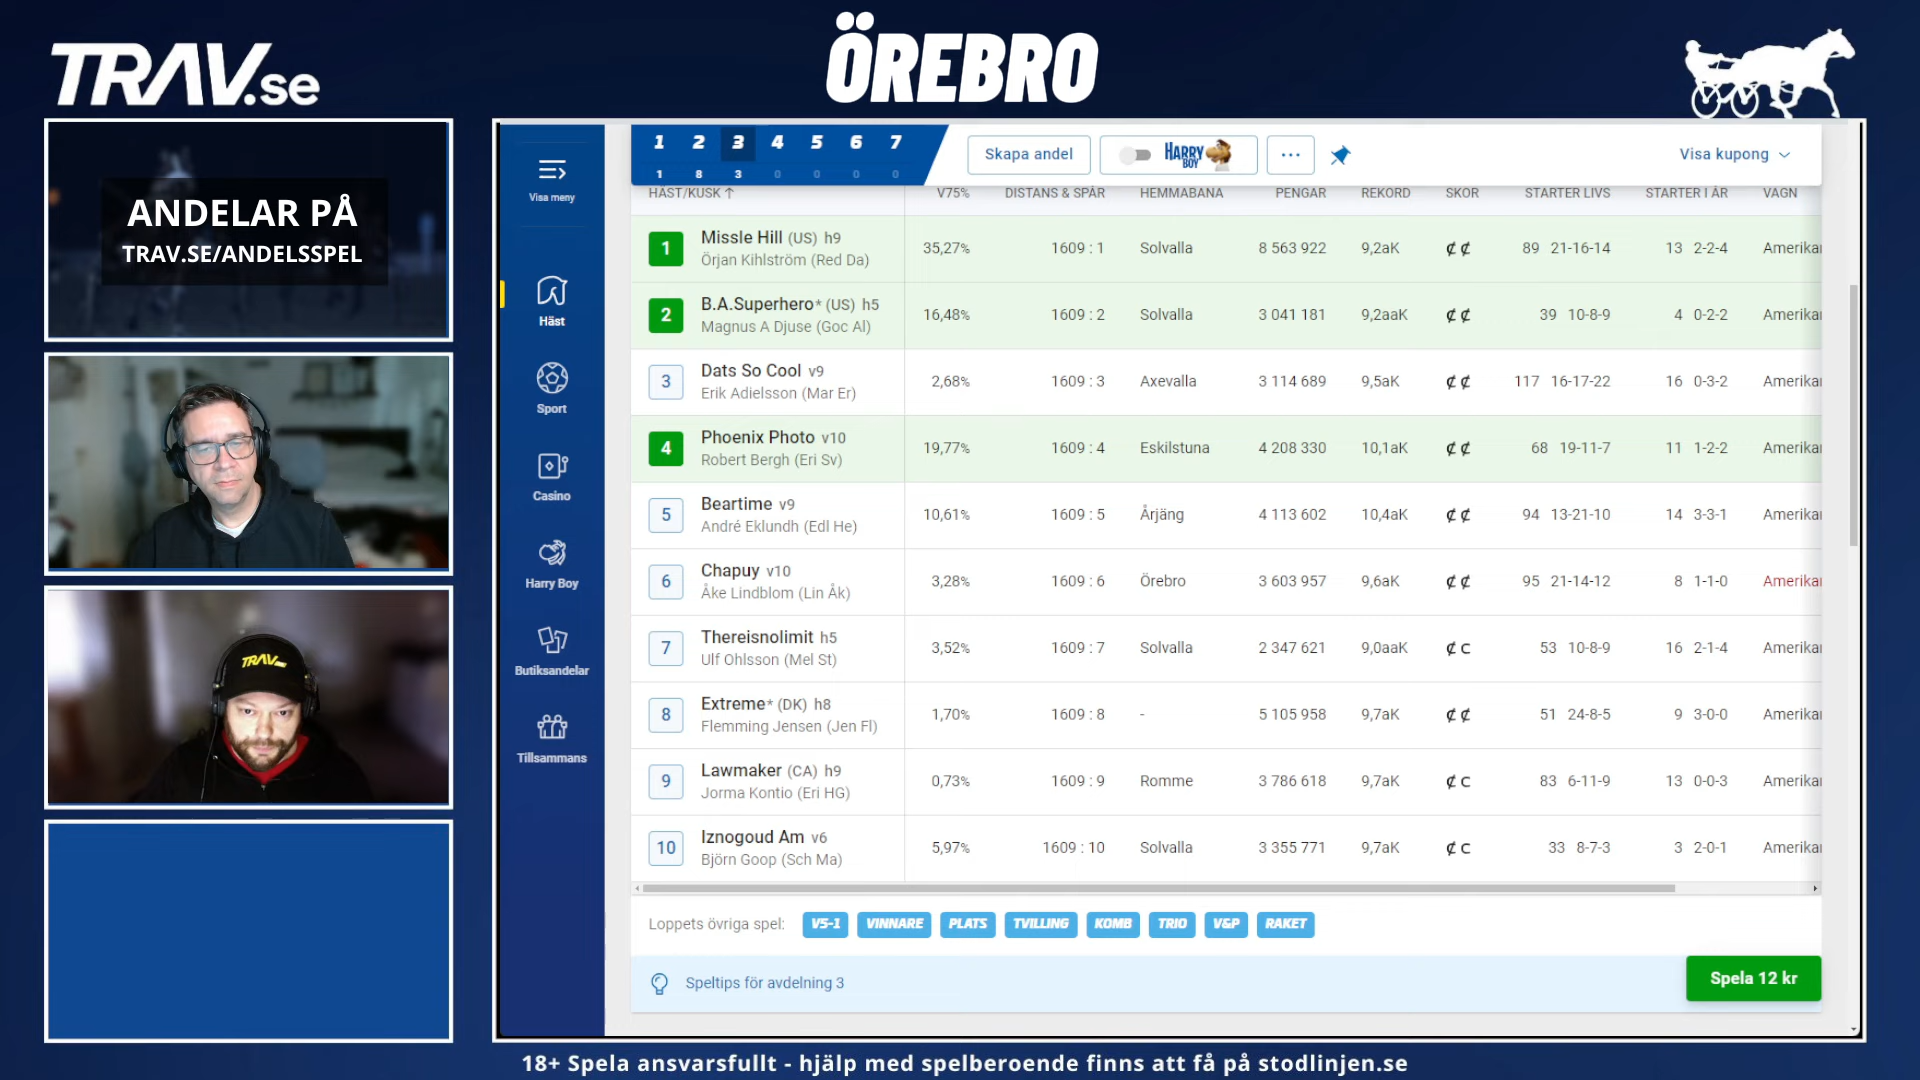 TRAV.se
ÖREBRO
ANDELAR PÅ
TRAV.SE/ANDELSSPEL
TRAV.se
Visa meny
Häst
Sport
Casino
Harry Boy
Butiksandelar
Tillsammans
1 2 3 4 5 6 7
1 8 3 0 0 0 0
Skapa andel
HARRY BOY
...
Visa kupong
HÄST/KUSK ↑ V75% DISTANS & SPÅR HEMMABANA PENGAR REKORD SKOR STARTER LIVS STARTER I ÅR VAGN
1 Missle Hill (US) h9 35,27% 1609 : 1 Solvalla 8 563 922 9,2aK ȼ ȼ 89 21-16-14 13 2-2-4 Amerika
Örjan Kihlström (Red Da)
2 B.A.Superhero* (US) h5 16,48% 1609 : 2 Solvalla 3 041 181 9,2aaK ȼ ȼ 39 10-8-9 4 0-2-2 Amerika
Magnus A Djuse (Goc Al)
3 Dats So Cool v9 2,68% 1609 : 3 Axevalla 3 114 689 9,5aK ȼ ȼ 117 16-17-22 16 0-3-2 Amerika
Erik Adielsson (Mar Er)
4 Phoenix Photo v10 19,77% 1609 : 4 Eskilstuna 4 208 330 10,1aK ȼ ȼ 68 19-11-7 11 1-2-2 Amerika
Robert Bergh (Eri Sv)
5 Beartime v9 10,61% 1609 : 5 Årjäng 4 113 602 10,4aK ȼ ȼ 94 13-21-10 14 3-3-1 Amerika
André Eklundh (Edl He)
6 Chapuy v10 3,28% 1609 : 6 Örebro 3 603 957 9,6aK ȼ ȼ 95 21-14-12 8 1-1-0 Amerika
Åke Lindblom (Lin Åk)
7 Thereisnolimit h5 3,52% 1609 : 7 Solvalla 2 347 621 9,0aaK ȼ C 53 10-8-9 16 2-1-4 Amerika
Ulf Ohlsson (Mel St)
8 Extreme* (DK) h8 1,70% 1609 : 8 - 5 105 958 9,7aK ȼ ȼ 51 24-8-5 9 3-0-0 Amerika
Flemming Jensen (Jen Fl)
9 Lawmaker (CA) h9 0,73% 1609 : 9 Romme 3 786 618 9,7aK ȼ C 83 6-11-9 13 0-0-3 Amerika
Jorma Kontio (Eri HG)
10 Iznogoud Am v6 5,97% 1609 : 10 Solvalla 3 355 771 9,7aK ȼ C 33 8-7-3 3 2-0-1 Amerika
Björn Goop (Sch Ma)
Loppets övriga spel: V5-1 VINNARE PLATS TVILLING KOMB TRIO V&P RAKET
Speltips för avdelning 3
Spela 12 kr
18+ Spela ansvarsfullt - hjälp med spelberoende finns att få på stodlinjen.se